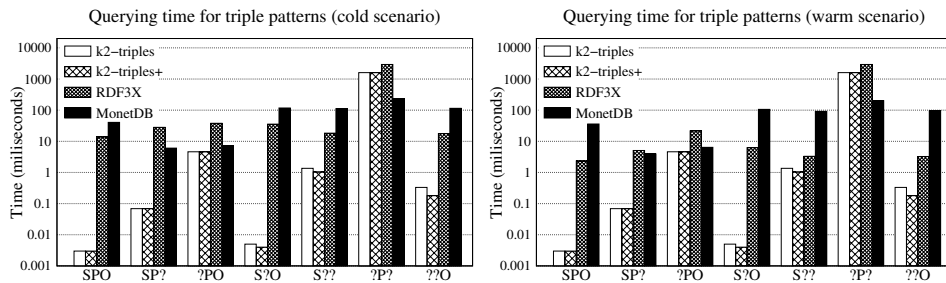 Querying time for triple patterns (cold scenario)
Time (miliseconds)
10000
1000
100
10
1
0.1
0.01
0.001
k2-triples
k2-triples+
RDF3X
MonetDB
SPO SP? ?PO S?O S?? ?P? ??O
Querying time for triple patterns (warm scenario)
Time (miliseconds)
10000
1000
100
10
1
0.1
0.01
0.001
k2-triples
k2-triples+
RDF3X
MonetDB
SPO SP? ?PO S?O S?? ?P? ??O